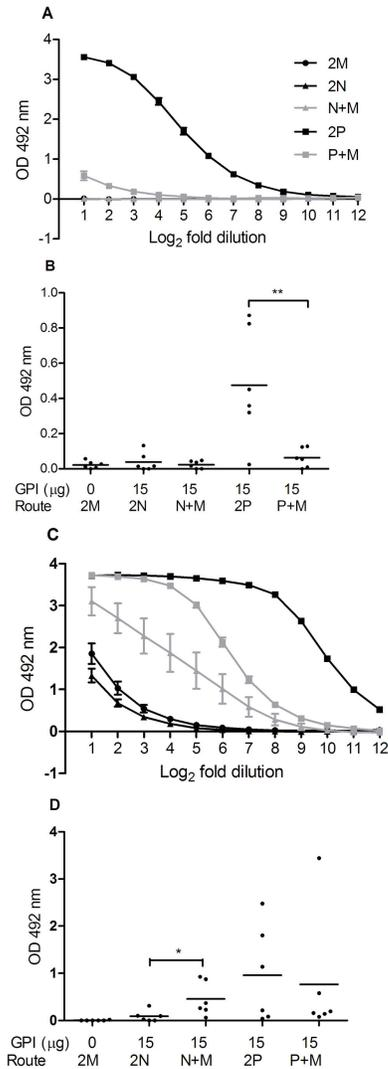 A
4
3
2
1
0
-1
OD 492 nm
1 2 3 4 5 6 7 8 9 10 11 12
Log2 fold dilution
2M
2N
N+M
2P
P+M
B
1.0
0.8
0.6
0.4
0.2
0.0
OD 492 nm
**
GPI (µg) 0 15 15 15 15
Route 2M 2N N+M 2P P+M
C
4
3
2
1
0
-1
OD 492 nm
1 2 3 4 5 6 7 8 9 10 11 12
Log2 fold dilution
D
4
3
2
1
0
OD 492 nm
*
GPI (µg) 0 15 15 15 15
Route 2M 2N N+M 2P P+M